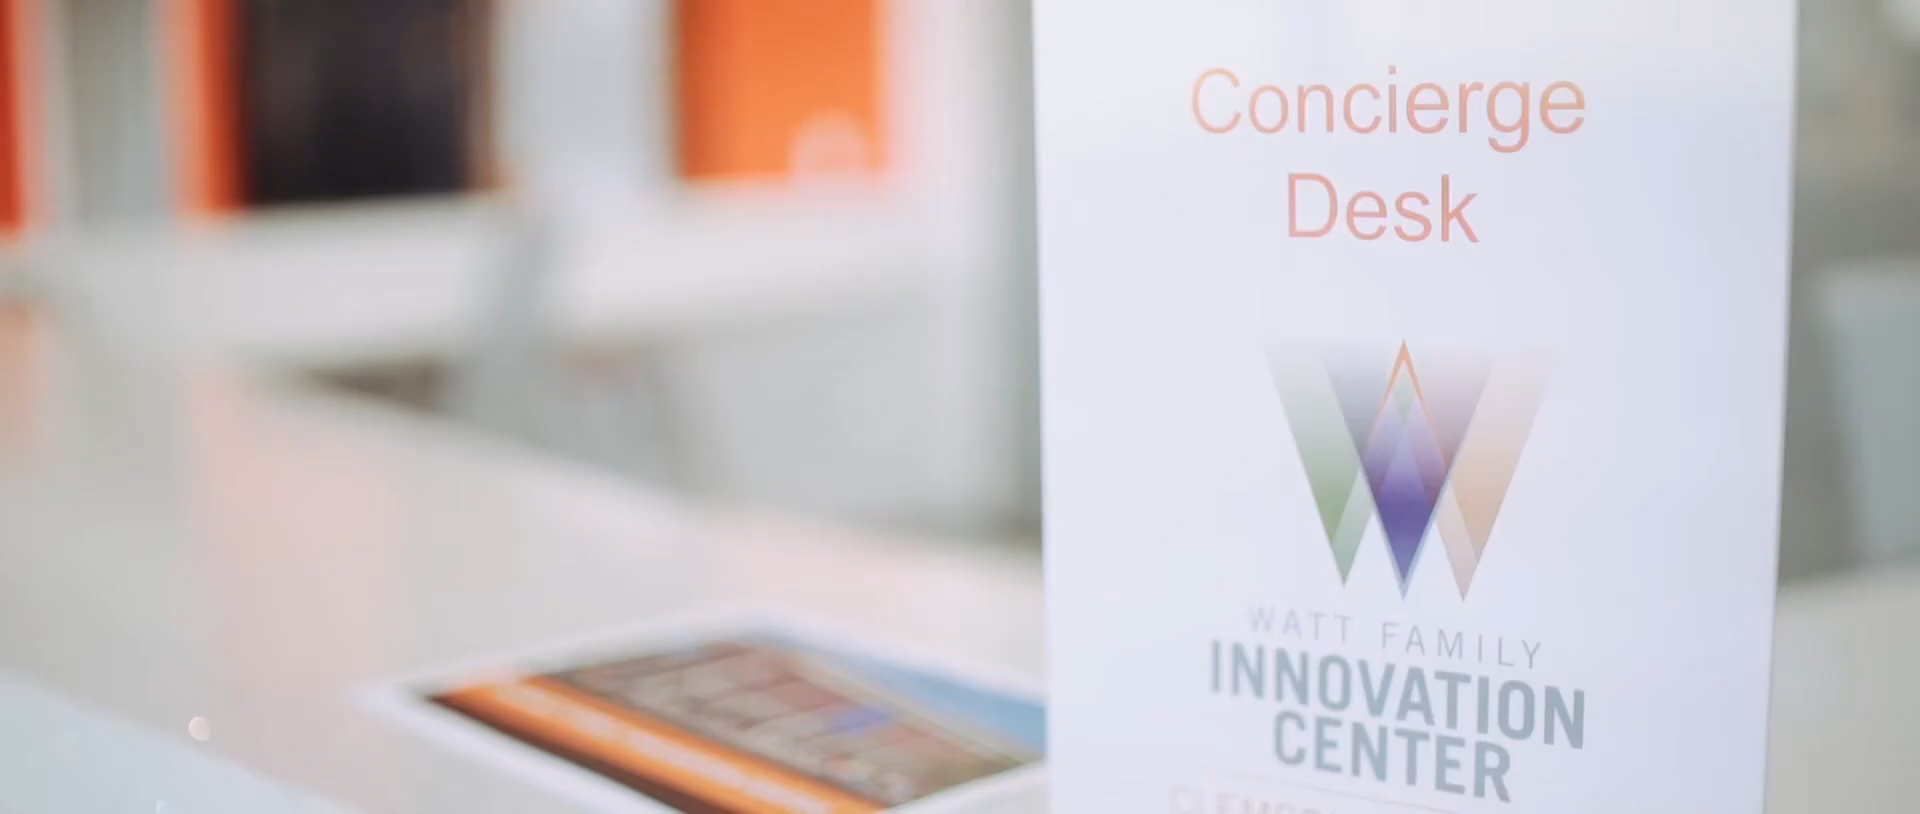 Concierge
Desk
WATT FAMILY
INNOVATION
CENTER